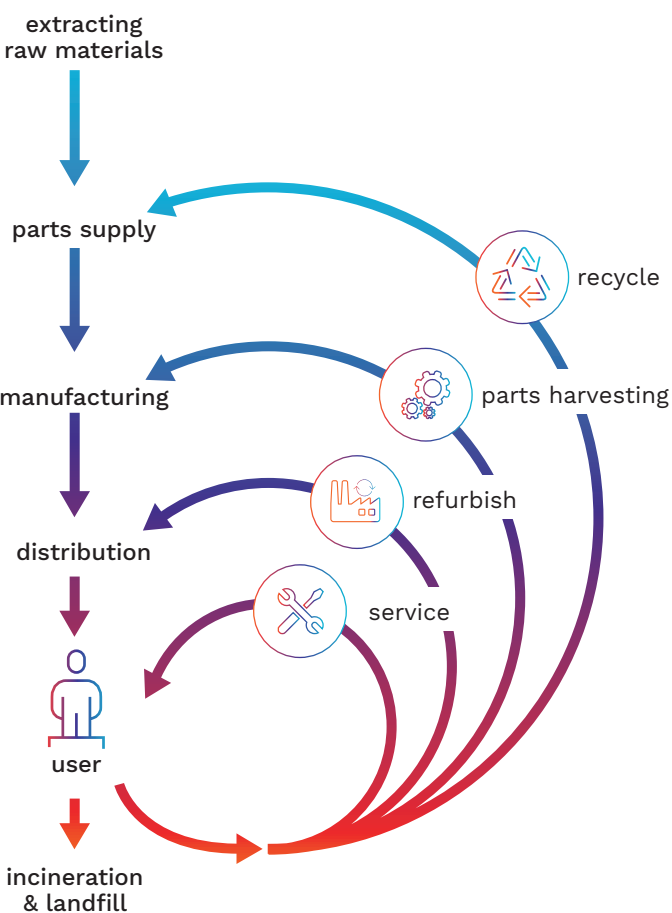 extracting
raw materials
parts supply
recycle
manufacturing
parts harvesting
refurbish
distribution
service
user
incineration
& landfill